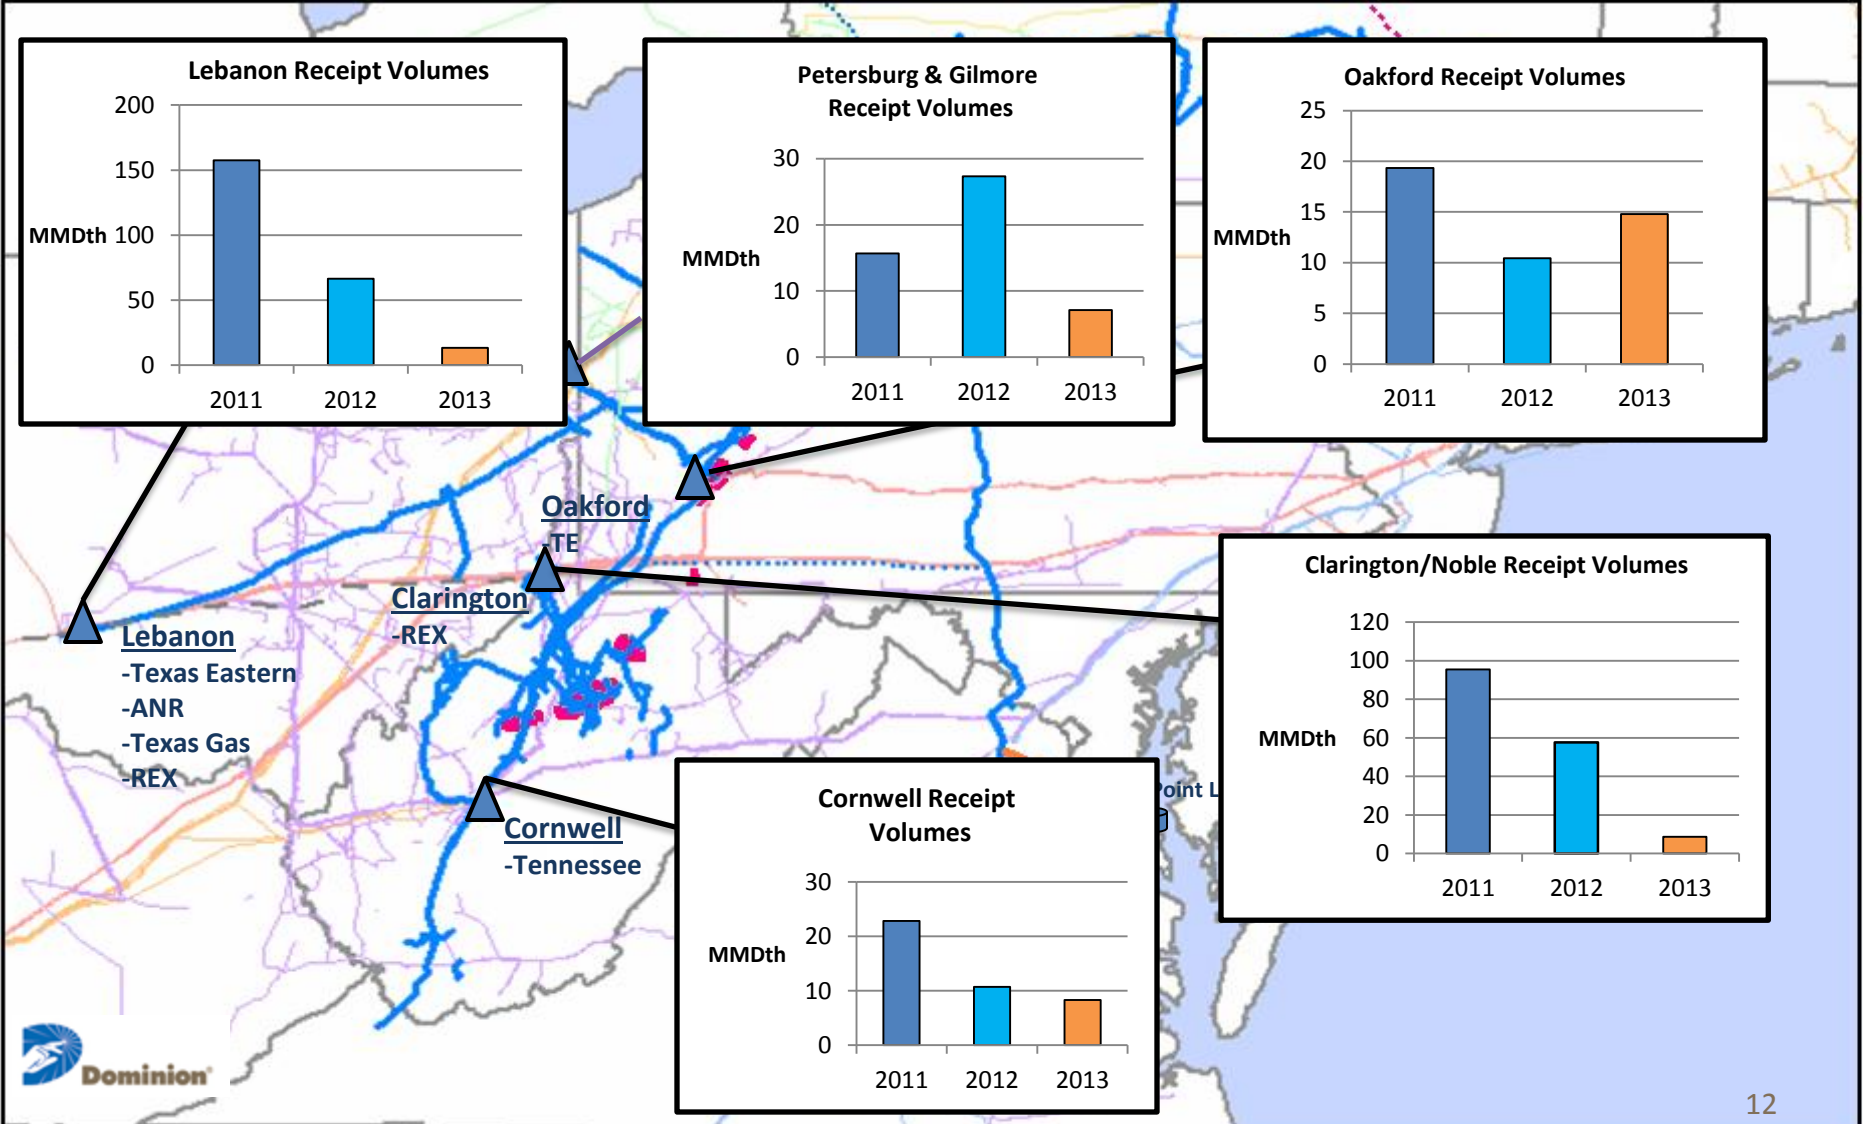 Lebanon Receipt Volumes
200
150
MMDth 100
50
0
2011 2012 2013
Petersburg & Gilmore
Receipt Volumes
30
20
MMDth
10
0
2011 2012 2013
Oakford Receipt Volumes
25
20
15
MMDth
10
5
0
2011 2012 2013
Oakford
-TE
Clarington
-REX
Lebanon
-Texas Eastern
-ANR
-Texas Gas
-REX
Cornwell
-Tennessee
Clarington/Noble Receipt Volumes
120
100
80
MMDth 60
40
20
0
2011 2012 2013
Point L
Cornwell Receipt
Volumes
30
20
MMDth
10
0
2011 2012 2013
Dominion®
12